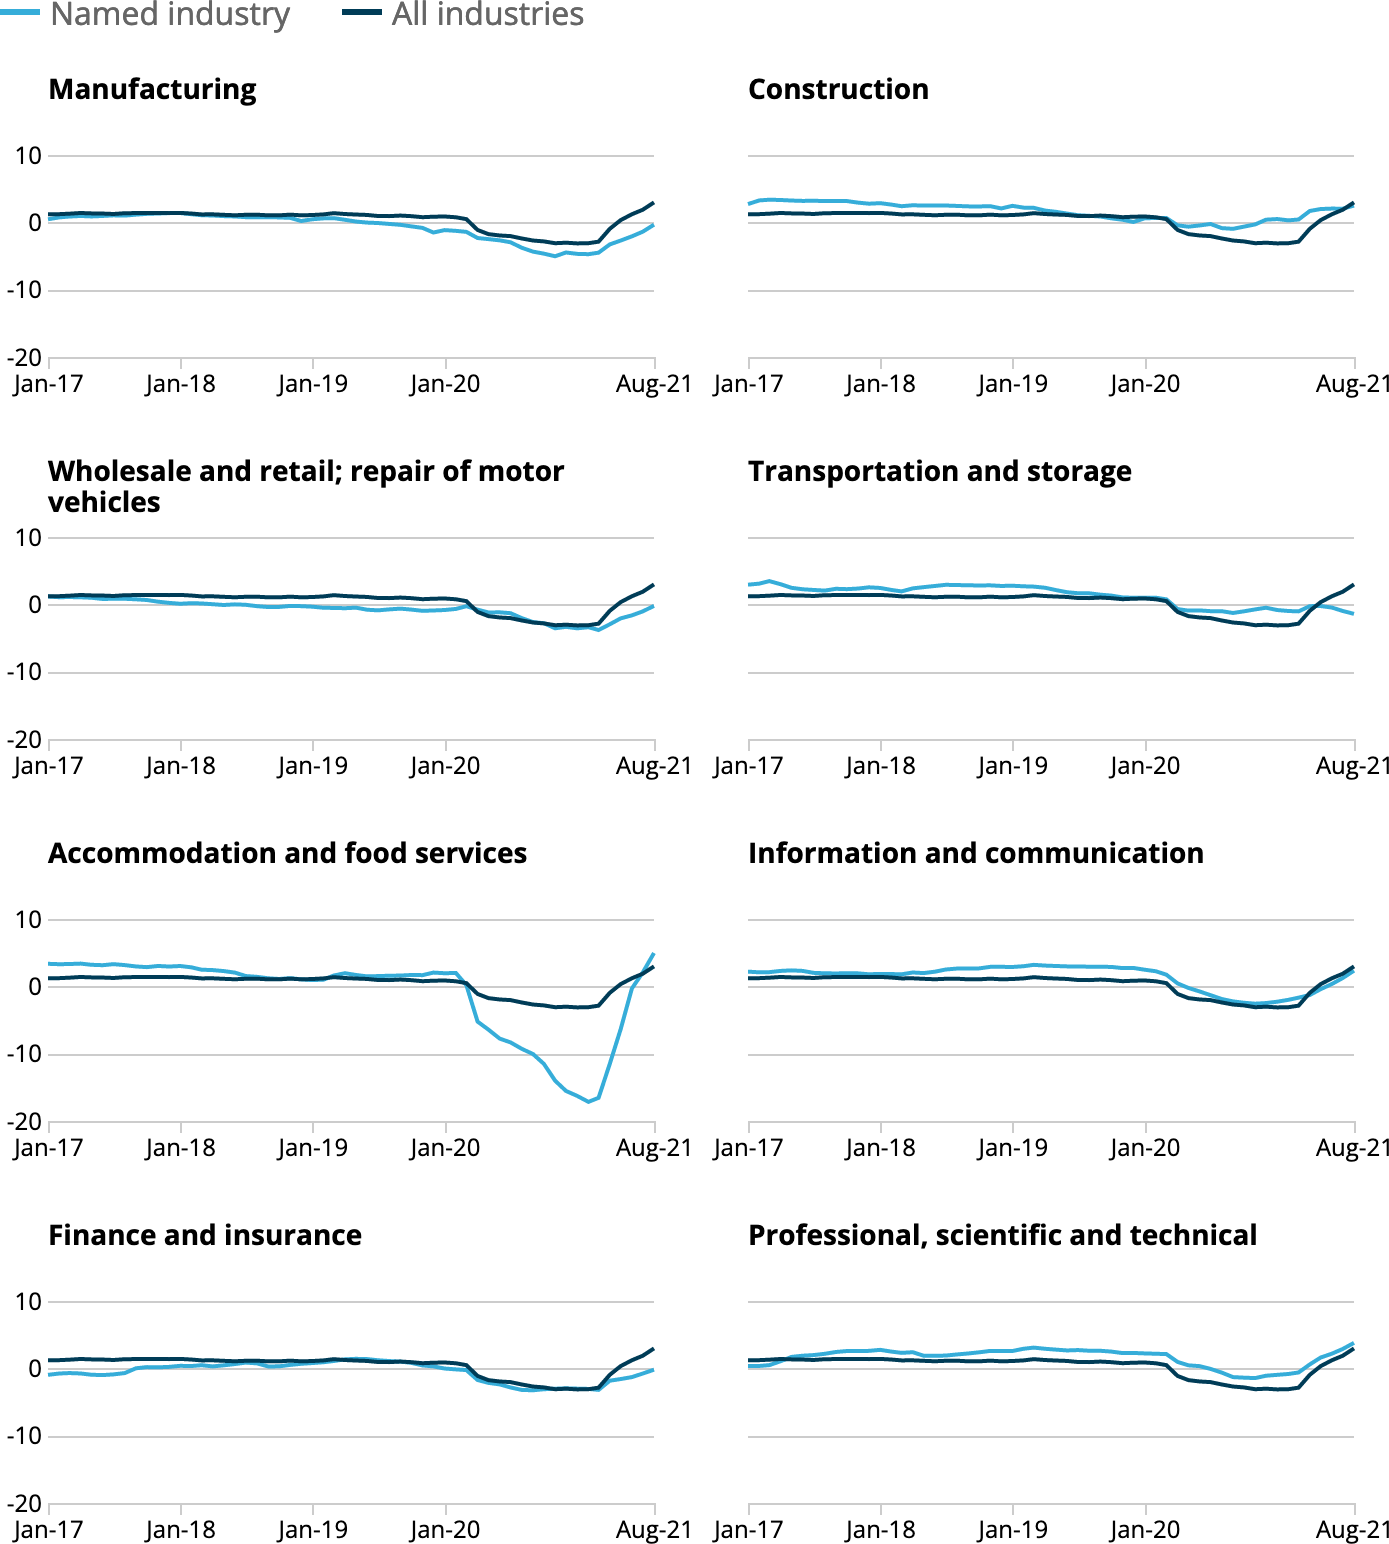 Named industry All industries
Manufacturing
10
0
-10
-20
Jan-17 Jan-18 Jan-19 Jan-20 Aug-21
Construction
Jan-17 Jan-18 Jan-19 Jan-20 Aug-21
Wholesale and retail; repair of motor
vehicles
10
0
-10
-20
Jan-17 Jan-18 Jan-19 Jan-20 Aug-21
Transportation and storage
Jan-17 Jan-18 Jan-19 Jan-20 Aug-21
Accommodation and food services
10
0
-10
-20
Jan-17 Jan-18 Jan-19 Jan-20 Aug-21
Information and communication
Jan-17 Jan-18 Jan-19 Jan-20 Aug-21
Finance and insurance
10
0
-10
-20
Jan-17 Jan-18 Jan-19 Jan-20 Aug-21
Professional, scientific and technical
Jan-17 Jan-18 Jan-19 Jan-20 Aug-21